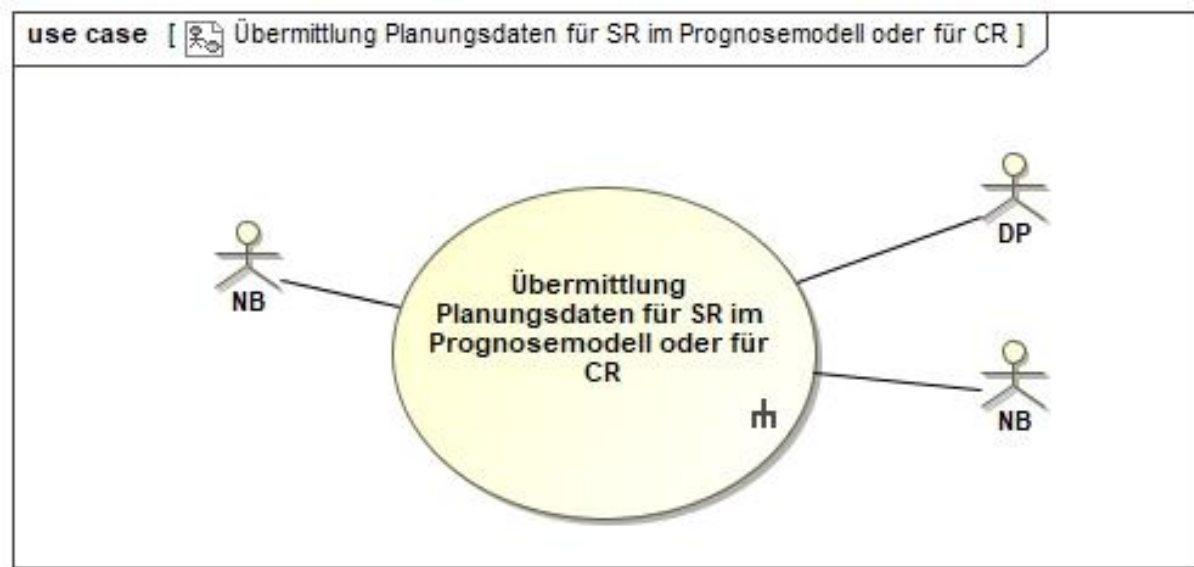 use case [ Übermittlung Planungsdaten für SR im Prognosemodell oder für CR ]
DP
NB
Übermittlung
Planungsdaten für SR im
Prognosemodell oder für
CR
NB